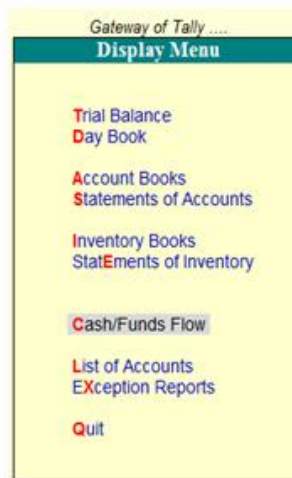 Gateway of Tally ....
Display Menu
Trial Balance
Day Book
Account Books
Statements of Accounts
Inventory Books
StatEments of Inventory
Cash/Funds Flow
List of Accounts
EXception Reports
Quit